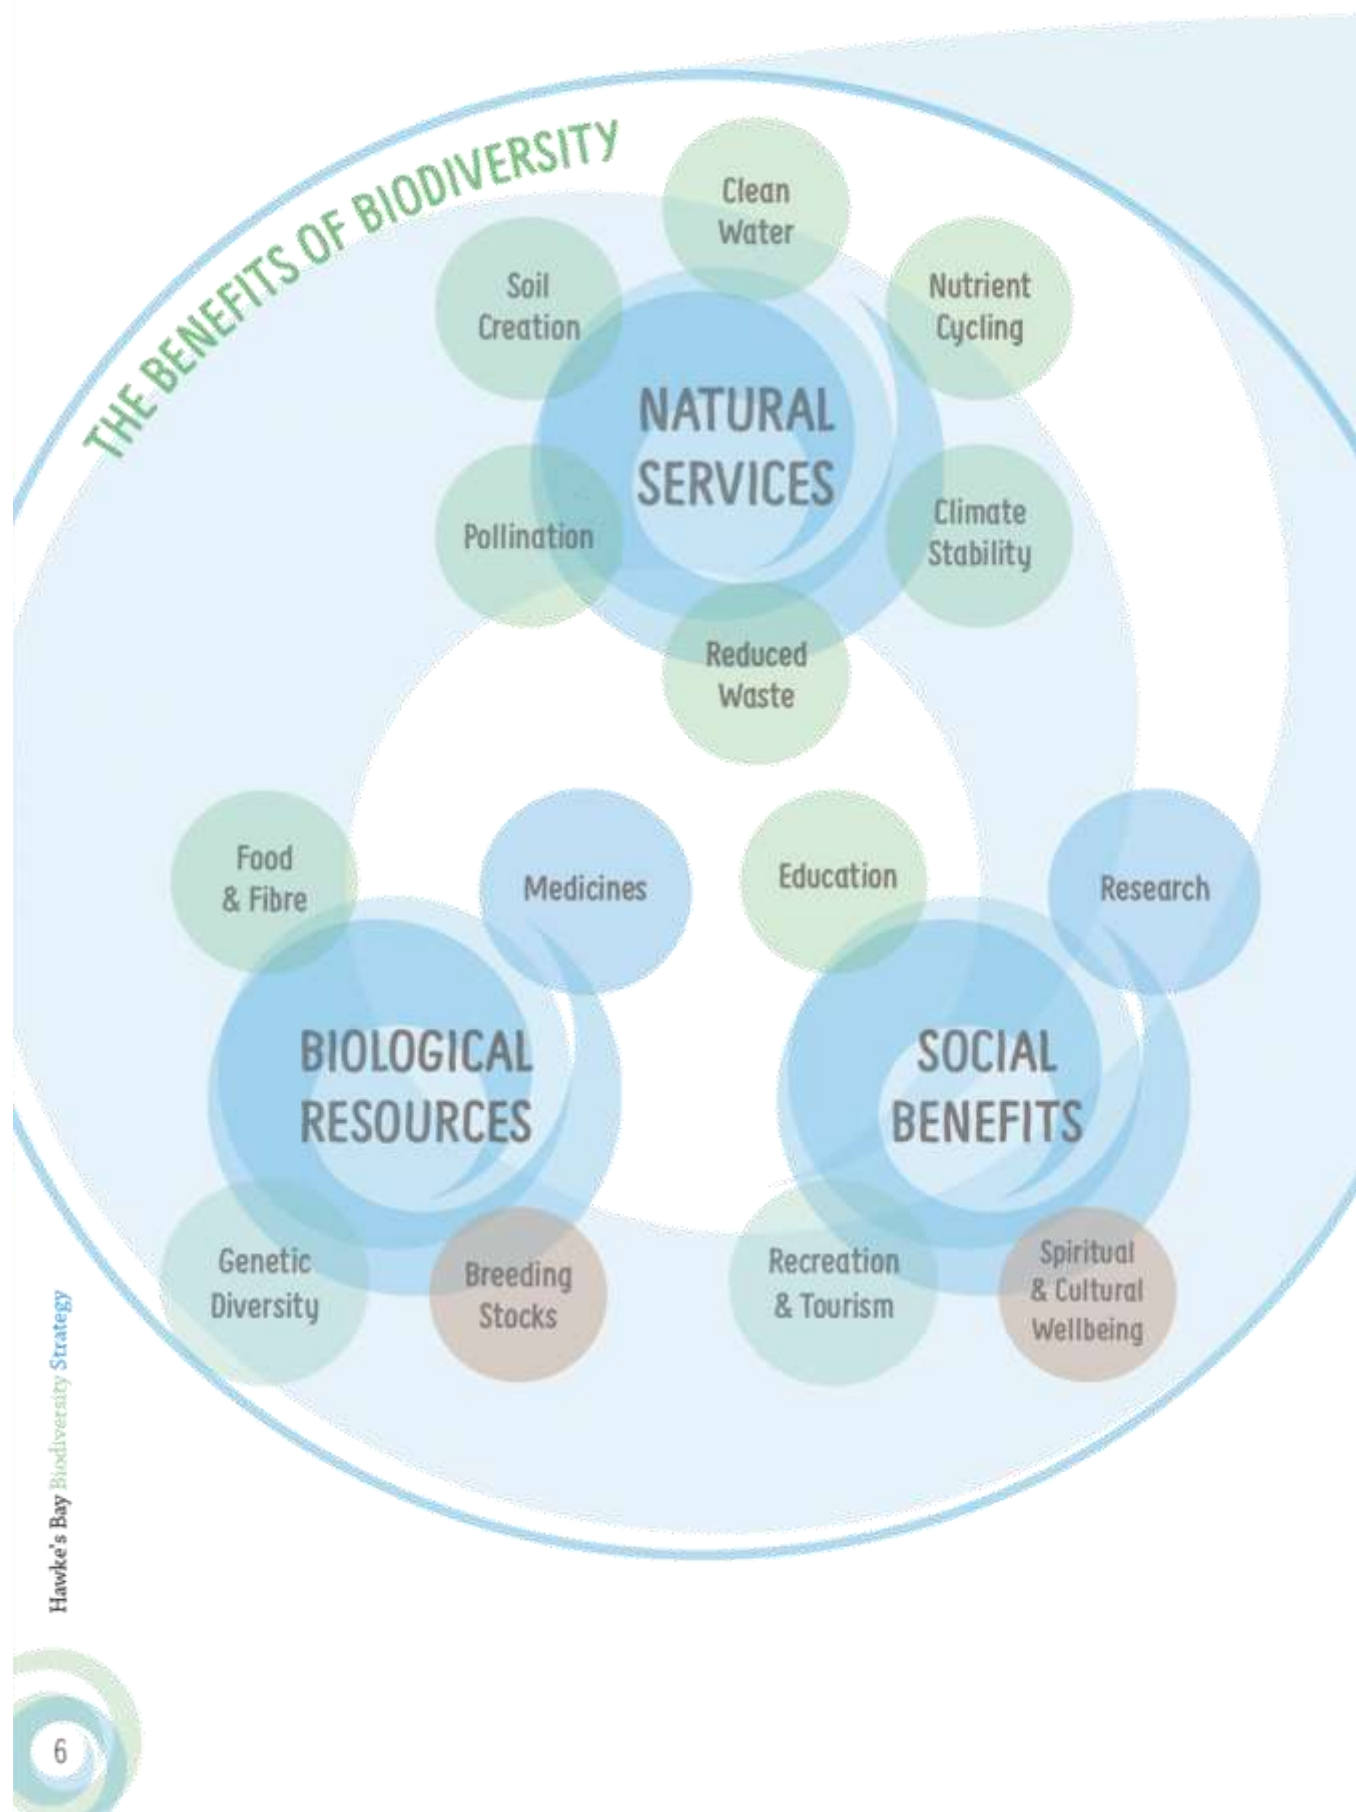 THE BENEFITS OF BIODIVERSITY
Clean
Water
Soil
Creation
Nutrient
Cycling
NATURAL
SERVICES
Pollination
Climate
Stability
Reduced
Waste
Food
& Fibre
Medicines
BIOLOGICAL
RESOURCES
Genetic
Diversity
Breeding
Stocks
Education
Research
SOCIAL
BENEFITS
Recreation
& Tourism
Spiritual
& Cultural
Wellbeing
Hawke's Bay Biodiversity Strategy
6